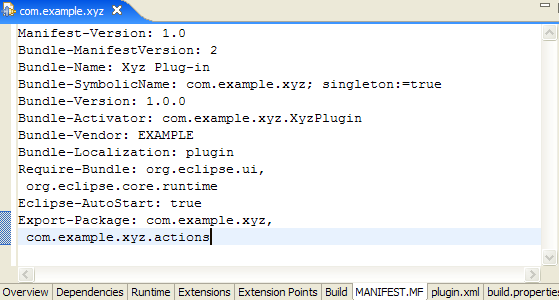 com.example.xyz
Manifest-Version: 1.0
Bundle-ManifestVersion: 2
Bundle-Name: Xyz Plug-in
Bundle-SymbolicName: com.example.xyz; singleton:=true
Bundle-Version: 1.0.0
Bundle-Activator: com.example.xyz.XyzPlugin
Bundle-Vendor: EXAMPLE
Bundle-Localization: plugin
Require-Bundle: org.eclipse.ui,
 org.eclipse.core.runtime
Eclipse-AutoStart: true
Export-Package: com.example.xyz,
 com.example.xyz.actions
Overview Dependencies Runtime Extensions Extension Points Build MANIFEST.MF plugin.xml build.properties